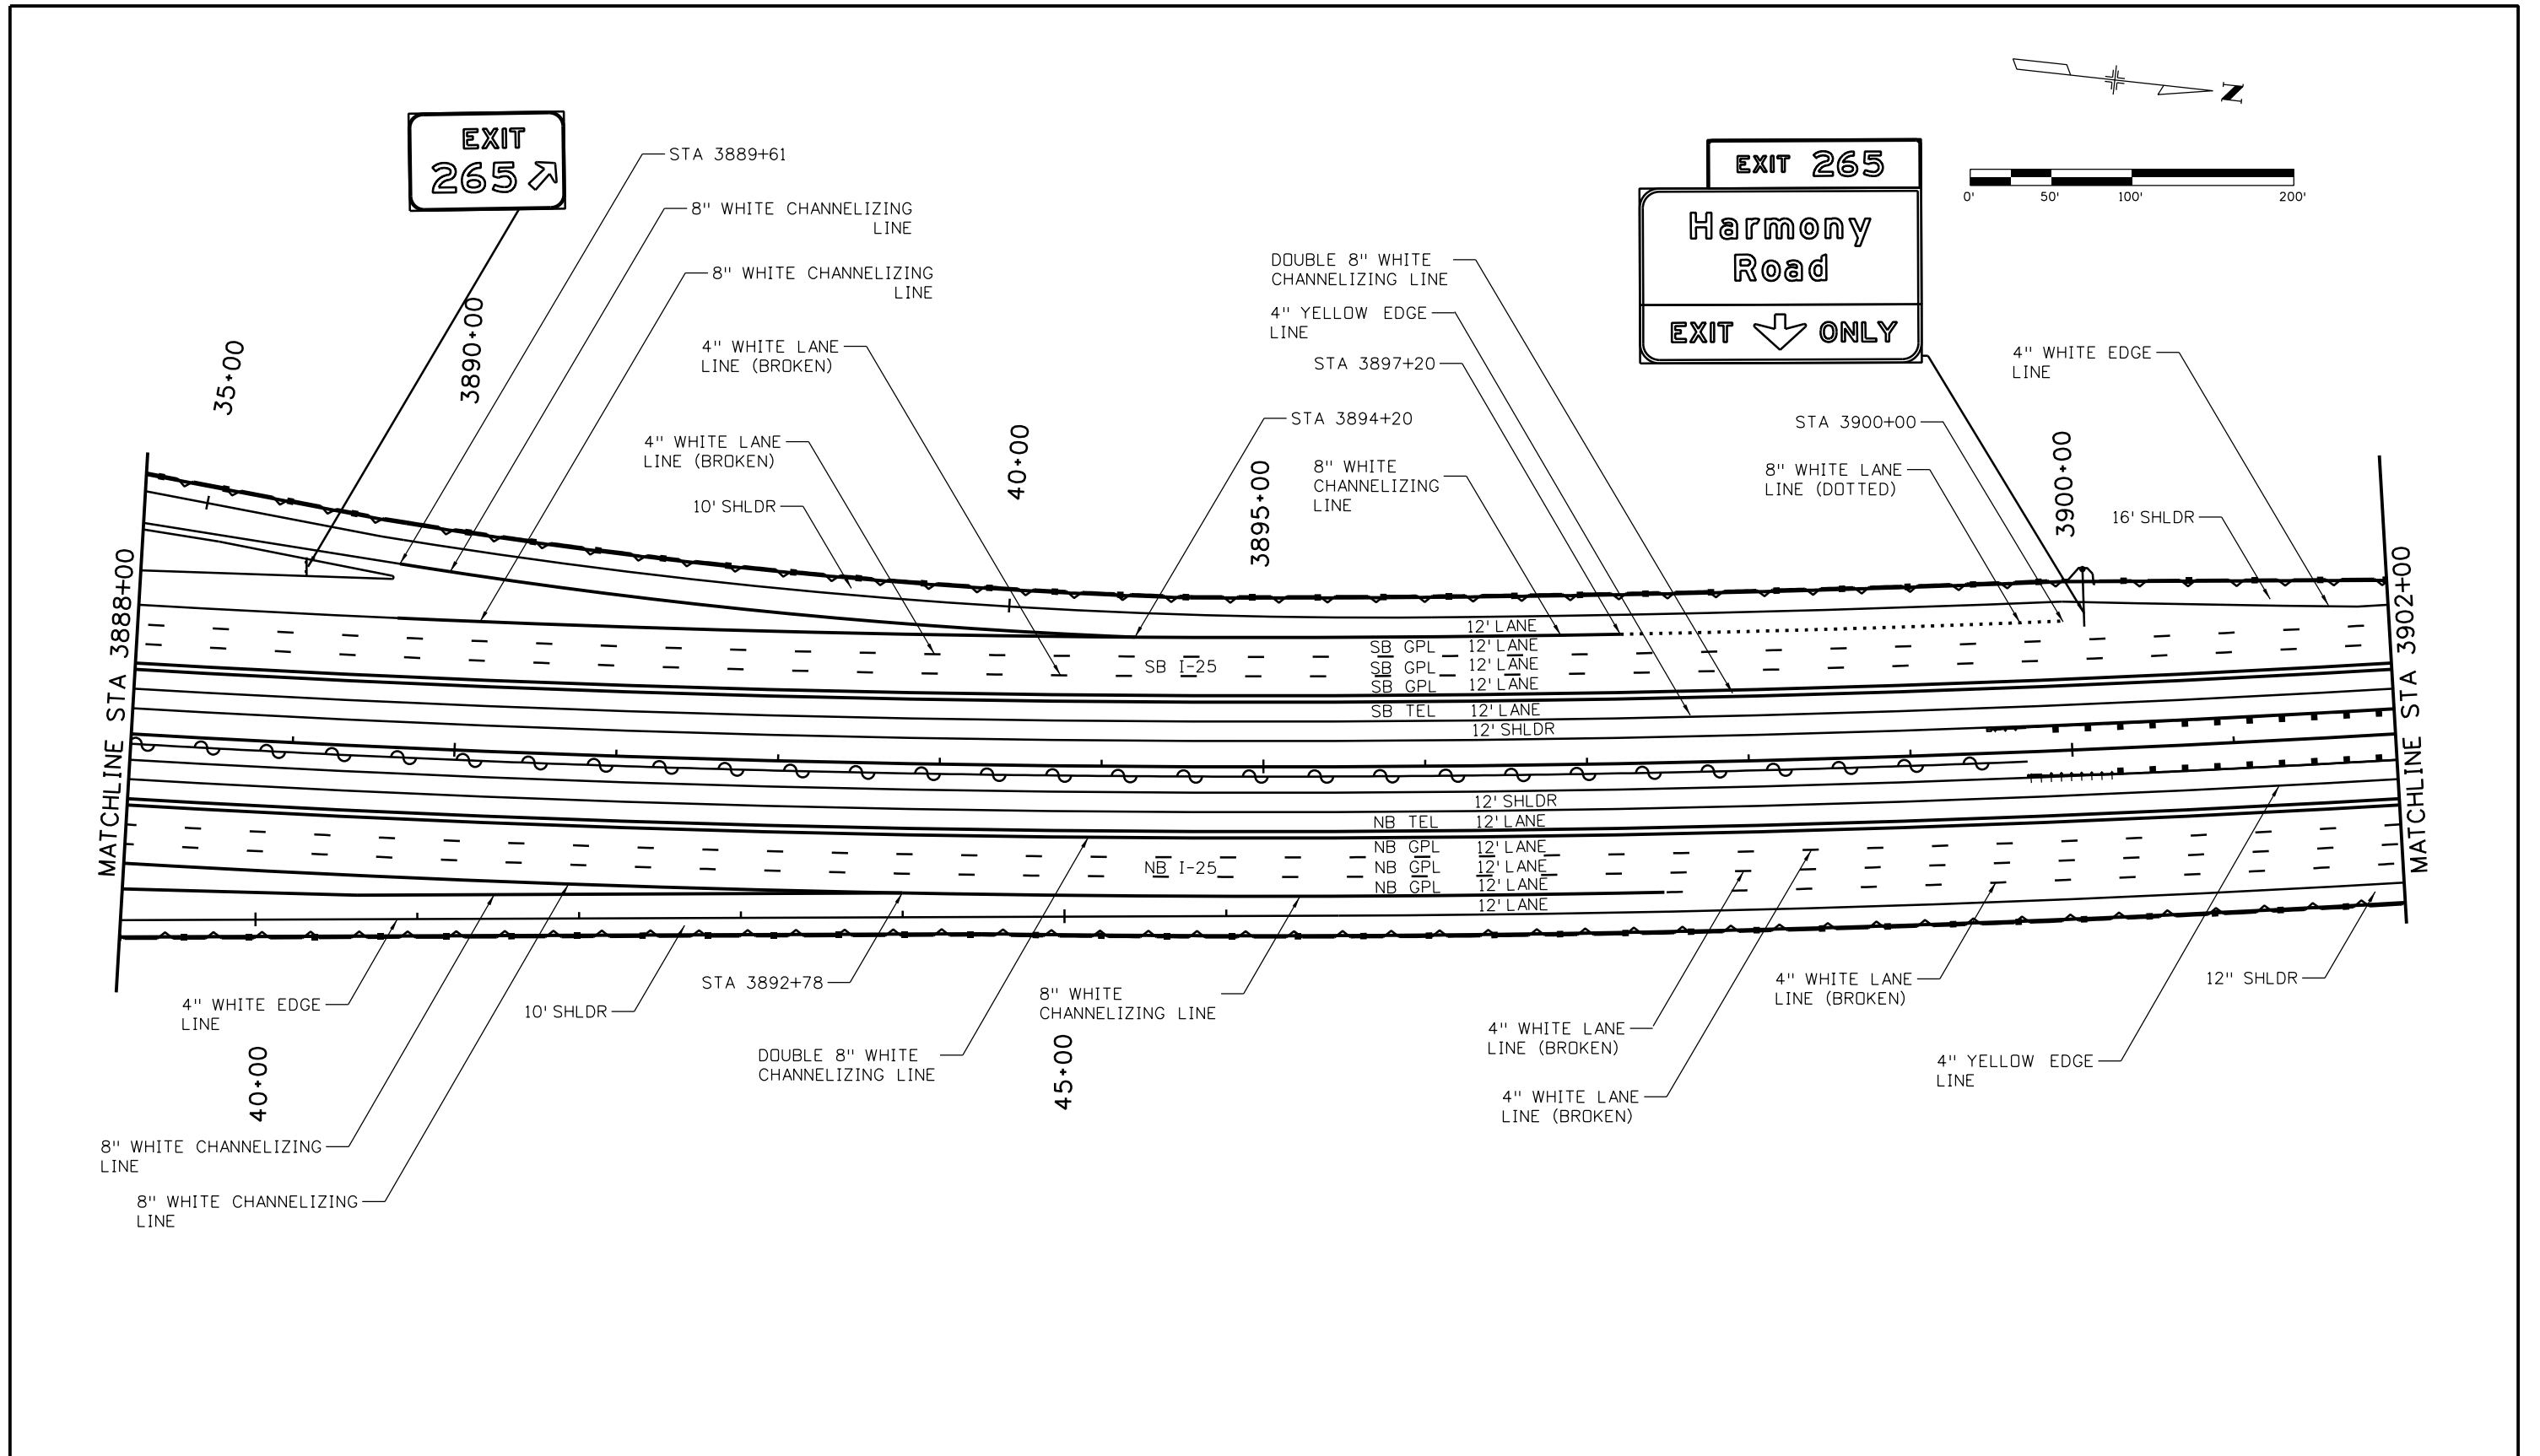 N
0' 50' 100' 200'
EXIT
265
EXIT 265
Harmony
Road
EXIT ONLY
STA 3889+61
8" WHITE CHANNELIZING
LINE
8" WHITE CHANNELIZING
LINE
4" WHITE LANE
LINE (BROKEN)
4" WHITE LANE
LINE (BROKEN)
10' SHLDR
DOUBLE 8" WHITE
CHANNELIZING LINE
4" YELLOW EDGE
LINE
STA 3897+20
STA 3894+20
8" WHITE
CHANNELIZING
LINE
STA 3900+00
8" WHITE LANE
LINE (DOTTED)
4" WHITE EDGE
LINE
16' SHLDR
35+00
3890+00
40+00
3895+00
3900+00
MATCHLINE STA 3888+00
MATCHLINE STA 3902+00
12' LANE
SB GPL 12' LANE
SB I-25
SB GPL 12' LANE
SB GPL 12' LANE
SB TEL 12' LANE
12' SHLDR
12' SHLDR
NB TEL 12' LANE
NB GPL 12' LANE
NB I-25
NB GPL 12' LANE
NB GPL 12' LANE
12' LANE
4" WHITE EDGE
LINE
10' SHLDR
STA 3892+78
8" WHITE
CHANNELIZING LINE
DOUBLE 8" WHITE
CHANNELIZING LINE
40+00
45+00
8" WHITE CHANNELIZING
LINE
8" WHITE CHANNELIZING
LINE
4" WHITE LANE
LINE (BROKEN)
4" WHITE LANE
LINE (BROKEN)
4" WHITE LANE
LINE (BROKEN)
12" SHLDR
4" YELLOW EDGE
LINE